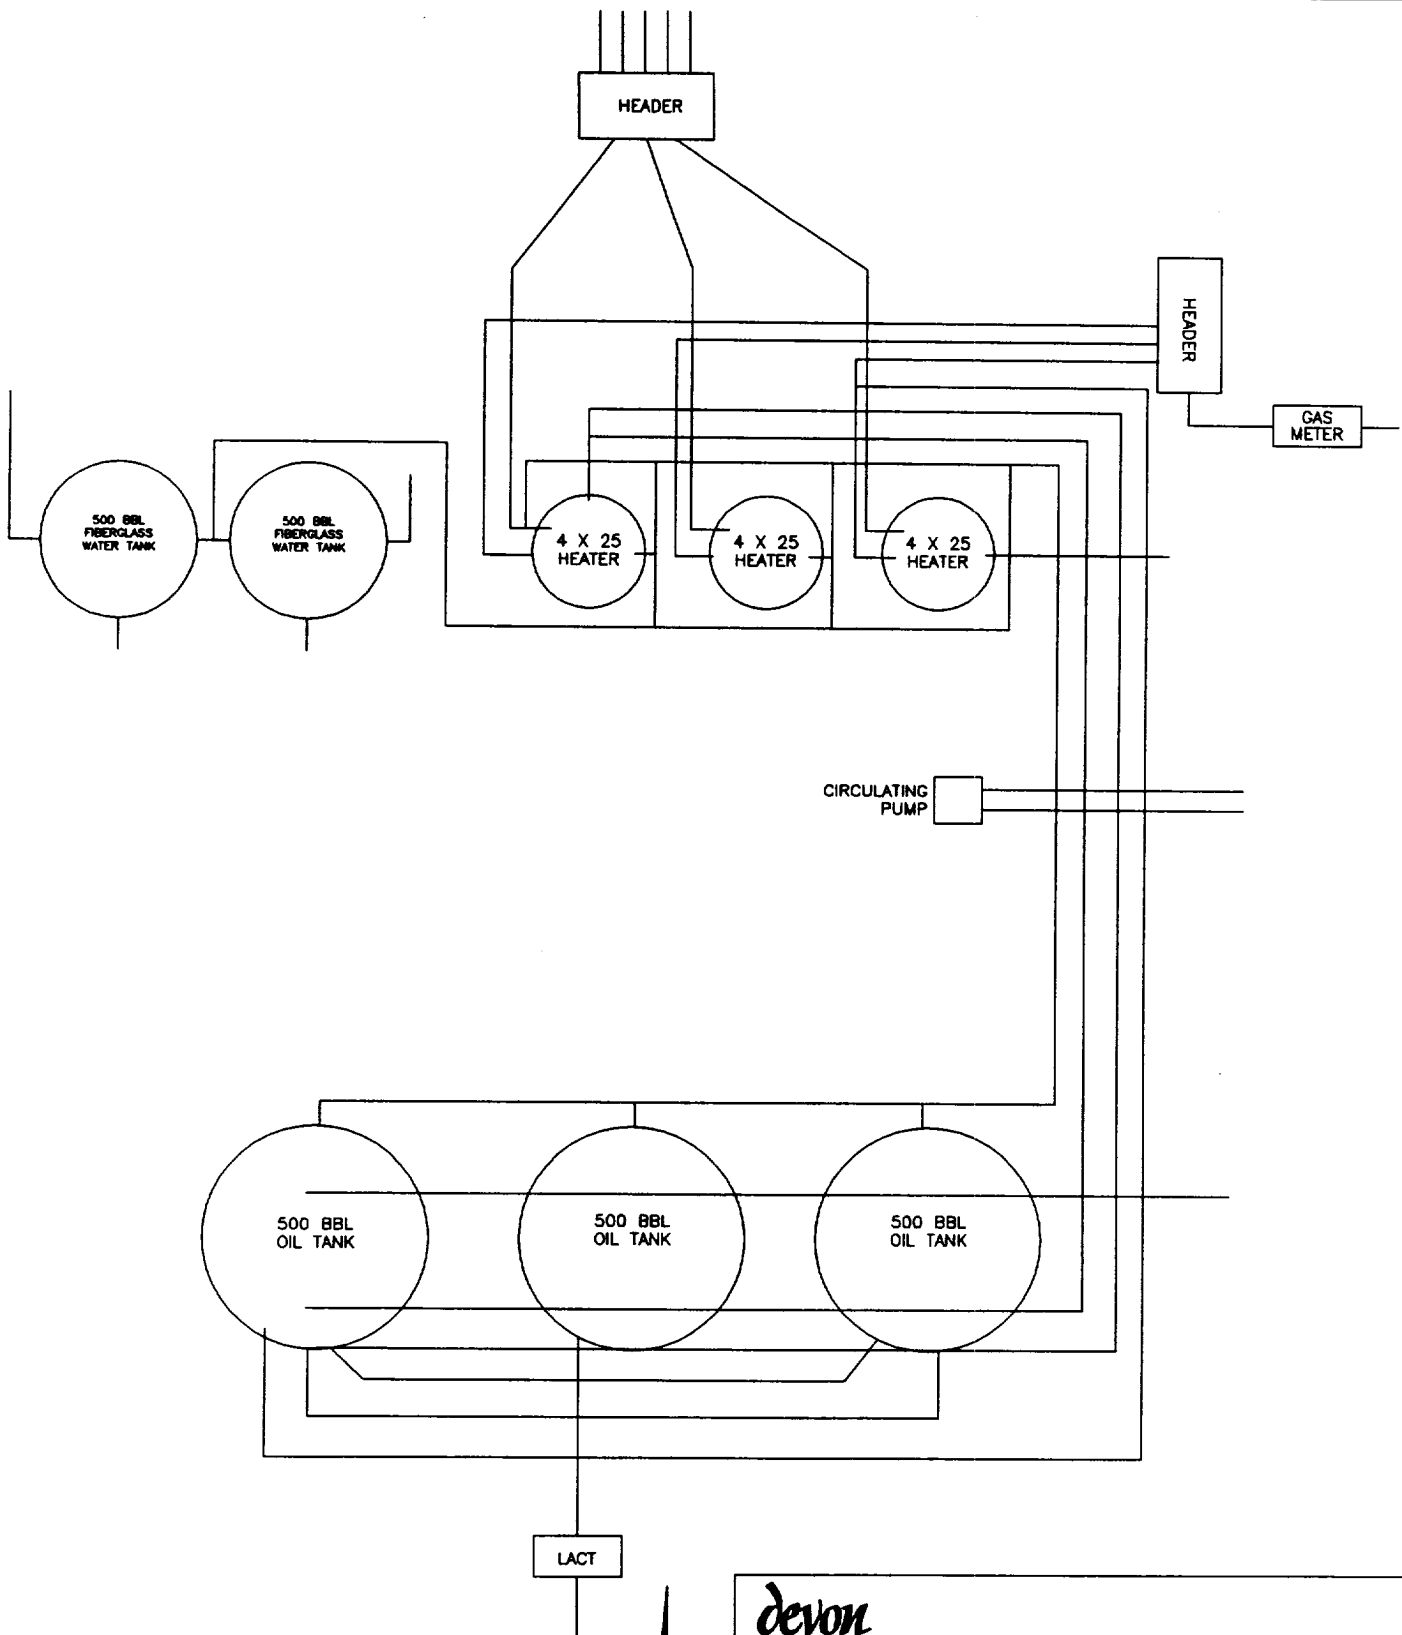 HEADER
HEADER
GAS
METER
500 BBL
FIBERGLASS
WATER TANK
500 BBL
FIBERGLASS
WATER TANK
4 X 25
HEATER
4 X 25
HEATER
4 X 25
HEATER
CIRCULATING
PUMP
500 BBL
OIL TANK
500 BBL
OIL TANK
500 BBL
OIL TANK
LACT
devon